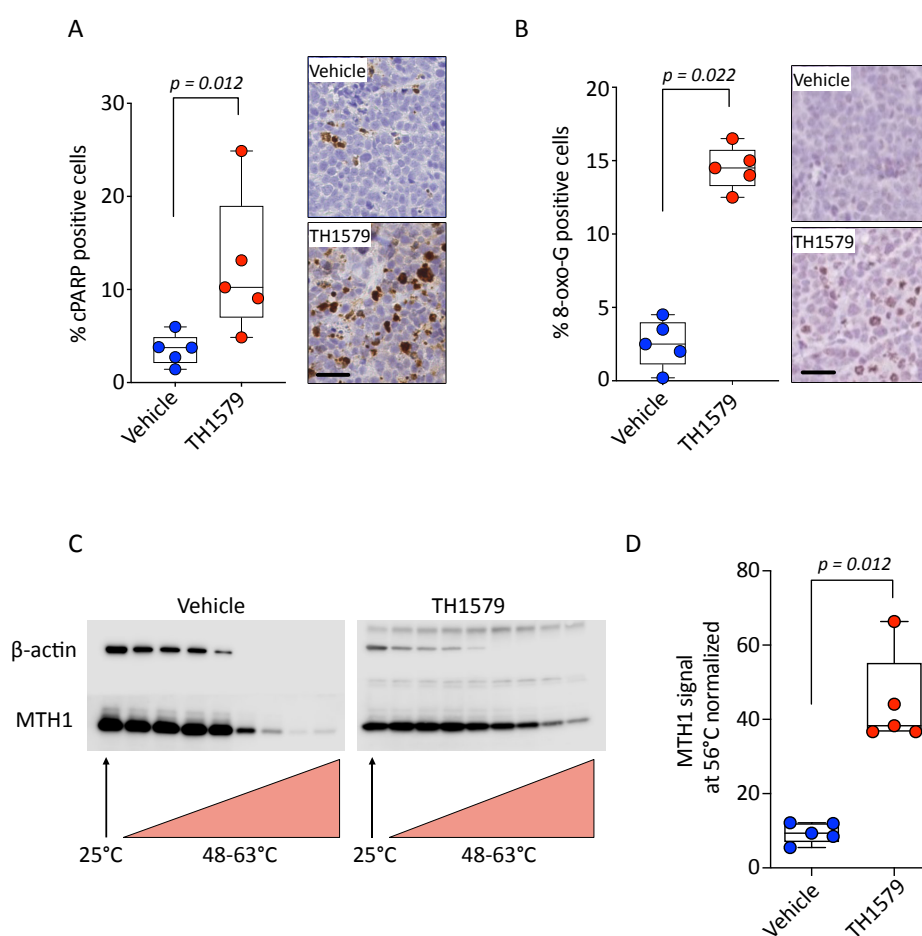 A
p = 0.012
30
20
10
0
% cPARP positive cells
Vehicle
TH1579
Vehicle
TH1579
B
p = 0.022
20
15
10
5
0
% 8-oxo-G positive cells
Vehicle
TH1579
Vehicle
TH1579
C
Vehicle
TH1579
β-actin
MTH1
25°C
48-63°C
25°C
48-63°C
D
p = 0.012
80
60
40
20
0
MTH1 signal
at 56°C normalized
Vehicle
TH1579